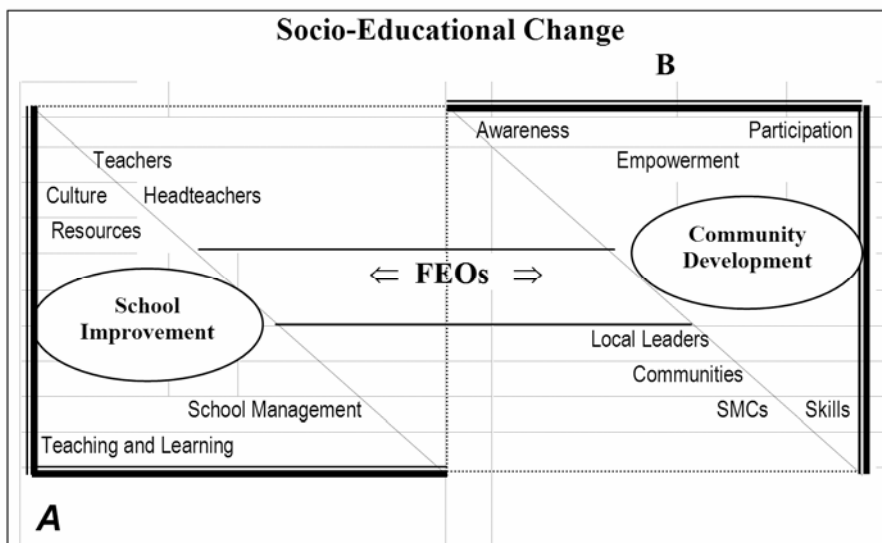 Socio-Educational Change
B
Awareness Participation
Teachers Empowerment
Culture Headteachers
Resources
Community
Development
⇐ FEOs ⇒
School
Improvement
Local Leaders
Communities
School Management SMCs Skills
Teaching and Learning
A